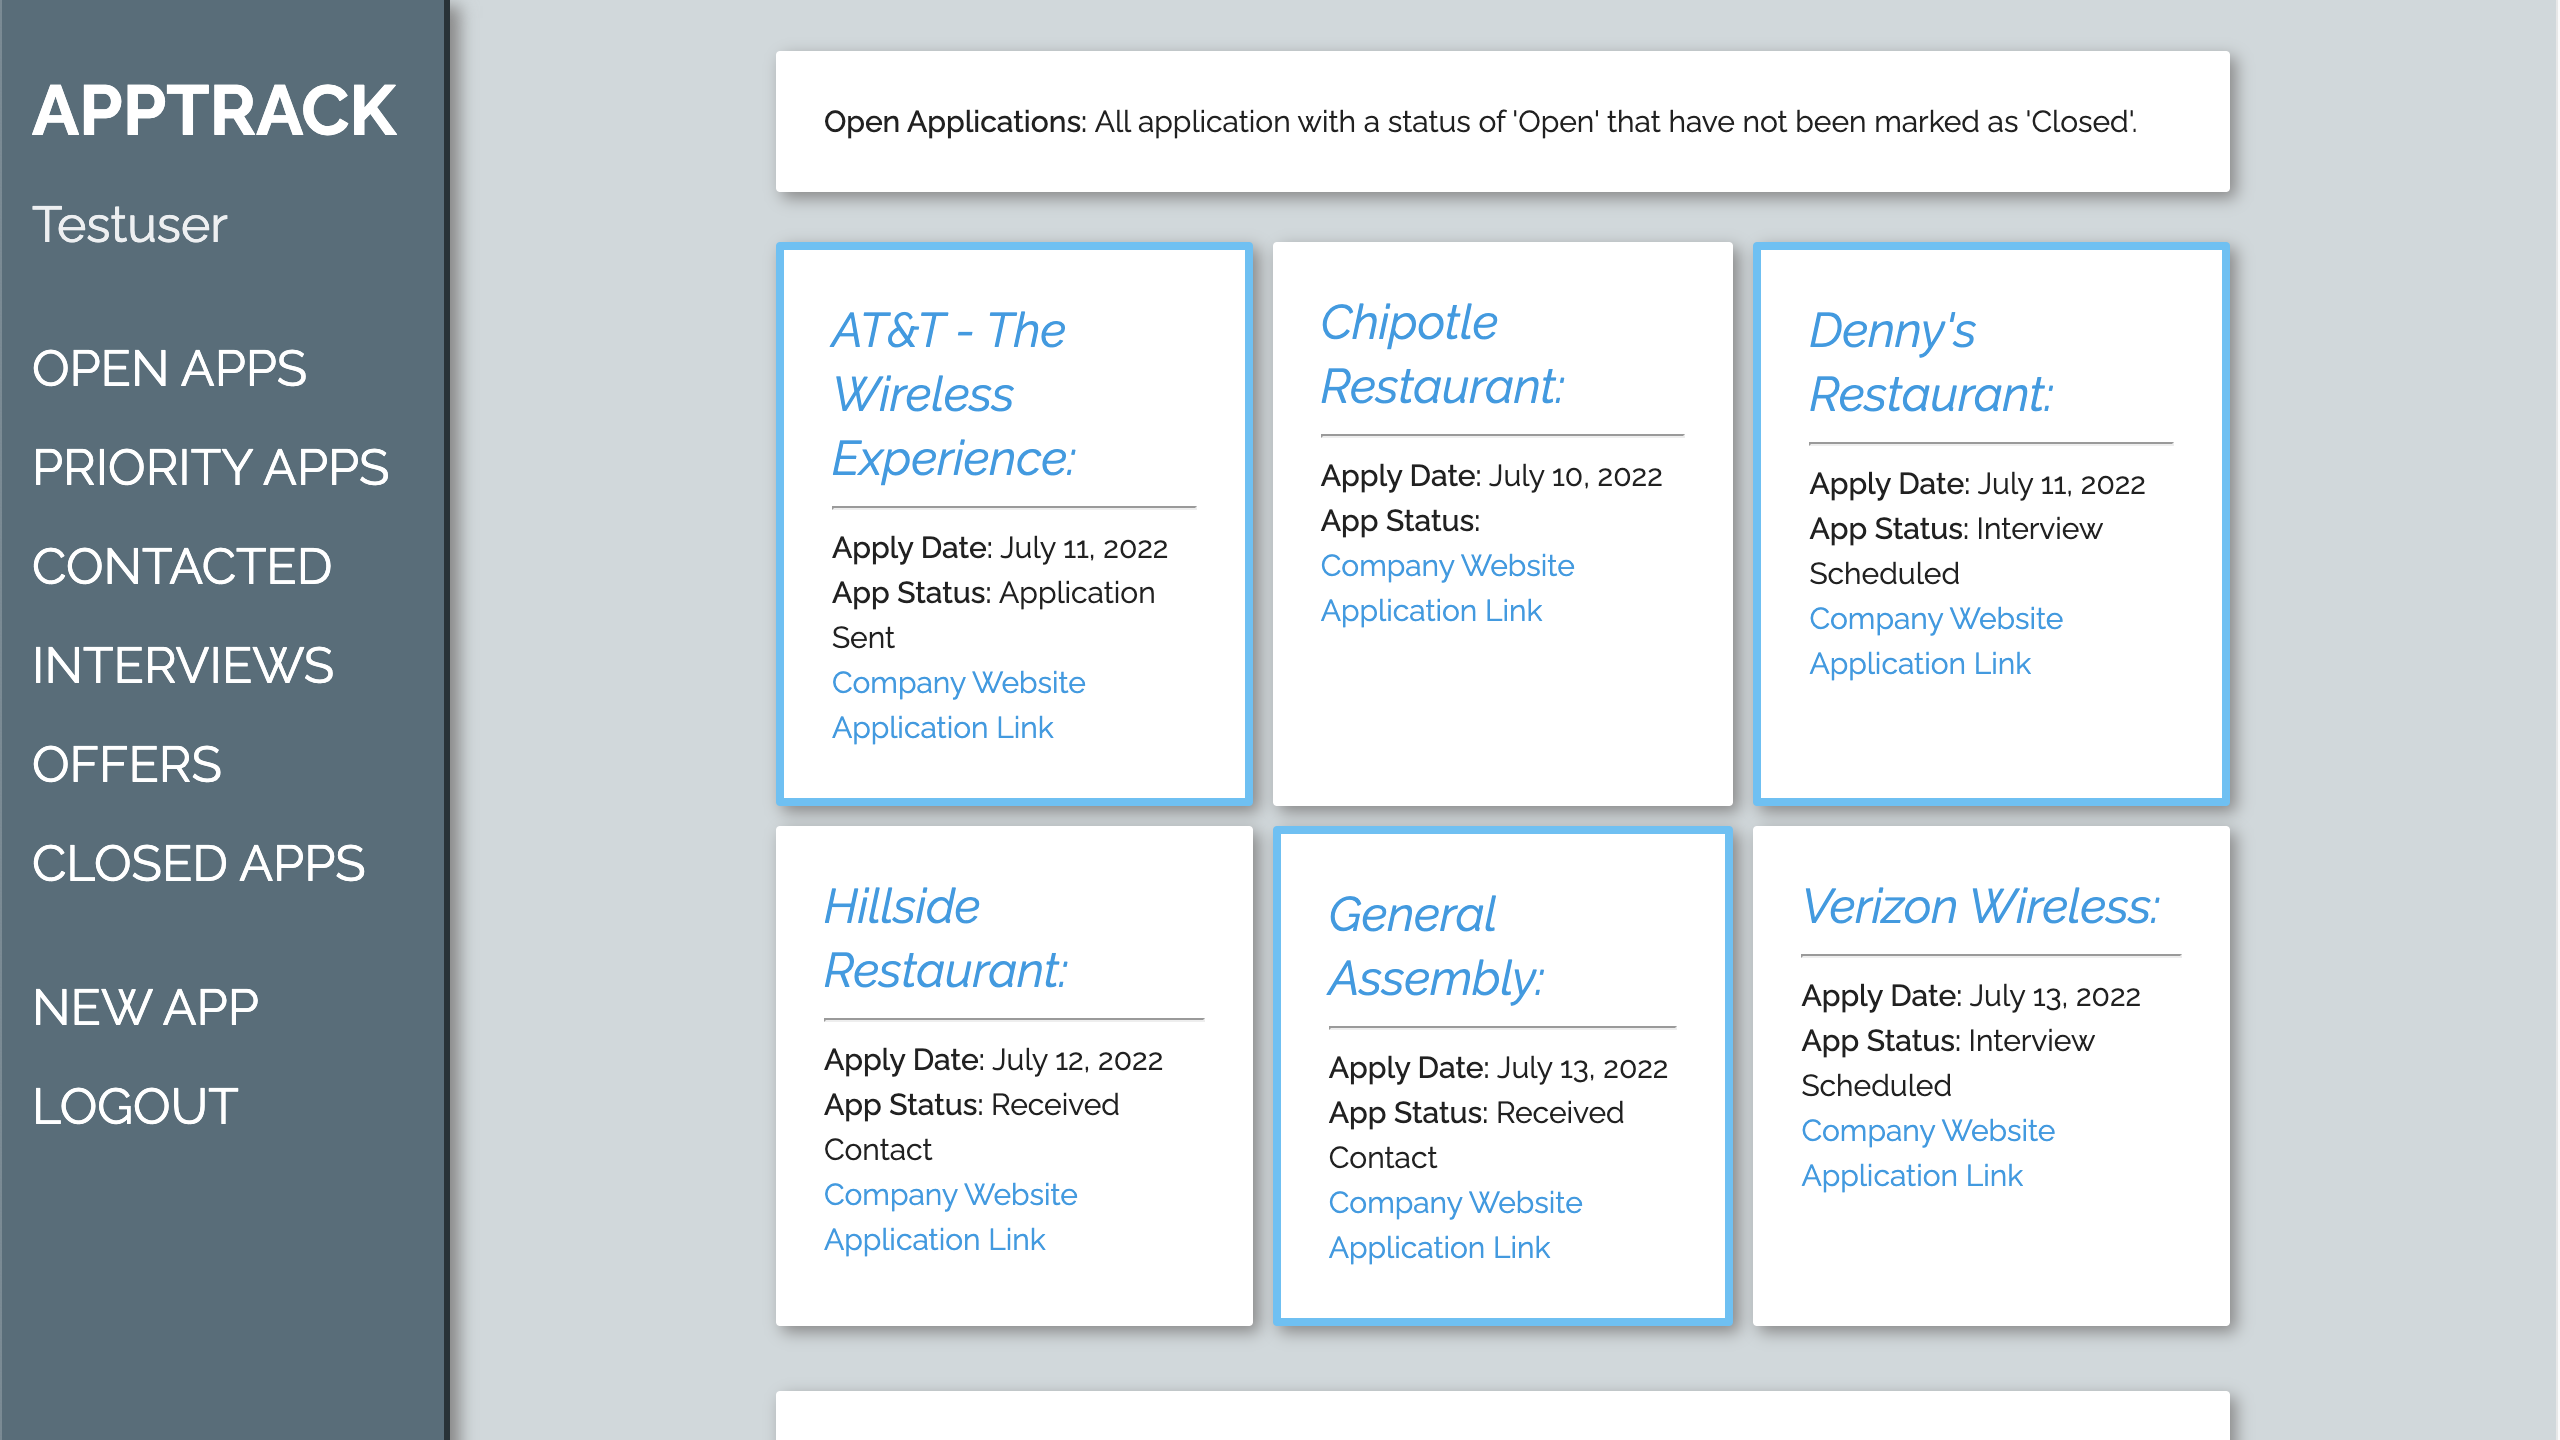 APPTRACK
Testuser
OPEN APPS
PRIORITY APPS
CONTACTED
INTERVIEWS
OFFERS
CLOSED APPS
NEW APP
LOGOUT
Open Applications: All application with a status of 'Open' that have not been marked as 'Closed'.
AT&T - The
Wireless
Experience:
Apply Date: July 11, 2022
App Status: Application
Sent
Company Website
Application Link
Chipotle
Restaurant:
Apply Date: July 10, 2022
App Status:
Company Website
Application Link
Denny's
Restaurant:
Apply Date: July 11, 2022
App Status: Interview
Scheduled
Company Website
Application Link
Hillside
Restaurant:
Apply Date: July 12, 2022
App Status: Received
Contact
Company Website
Application Link
General
Assembly:
Apply Date: July 13, 2022
App Status: Received
Contact
Company Website
Application Link
Verizon Wireless:
Apply Date: July 13, 2022
App Status: Interview
Scheduled
Company Website
Application Link